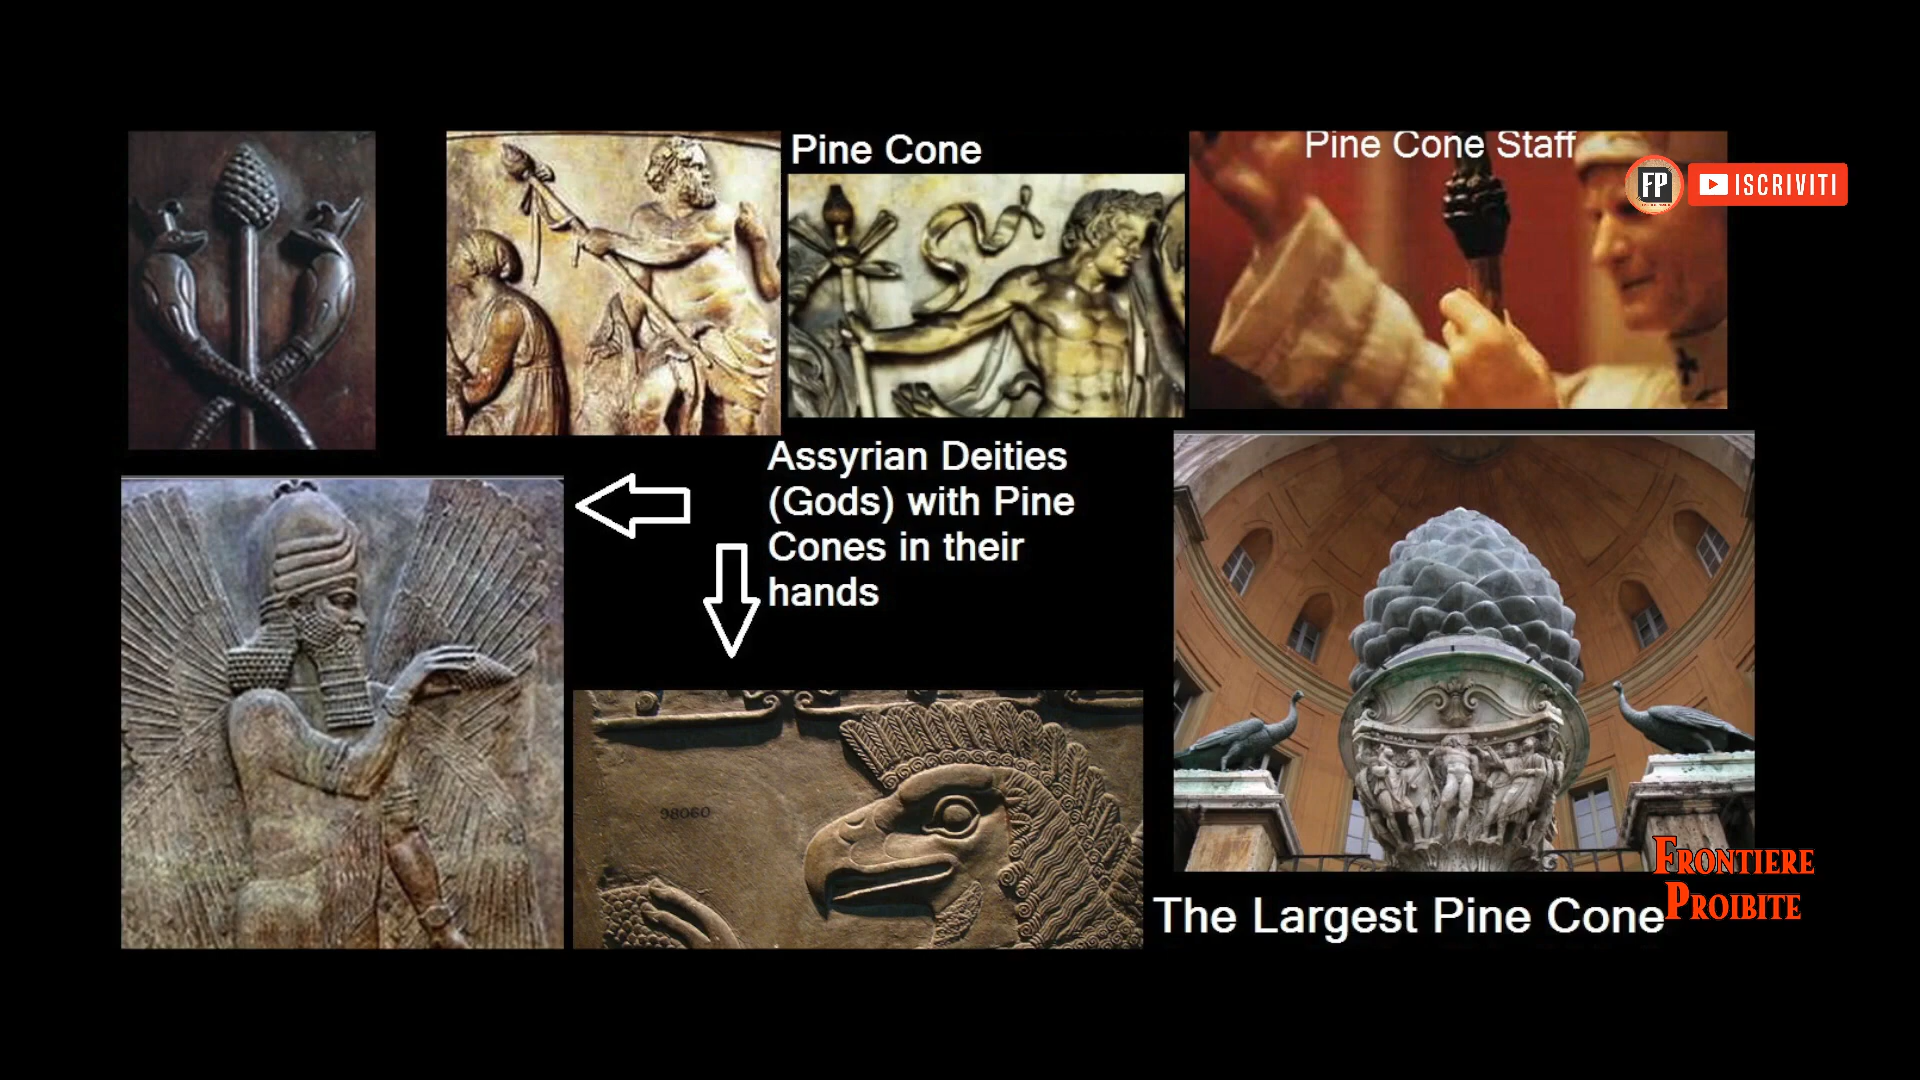 Pine Cone
Pine Cone Staff
FP
ISCRIVITI
Assyrian Deities
(Gods) with Pine
Cones in their
hands
98060
FRONTIERE
PROIBITE
The Largest Pine Cone